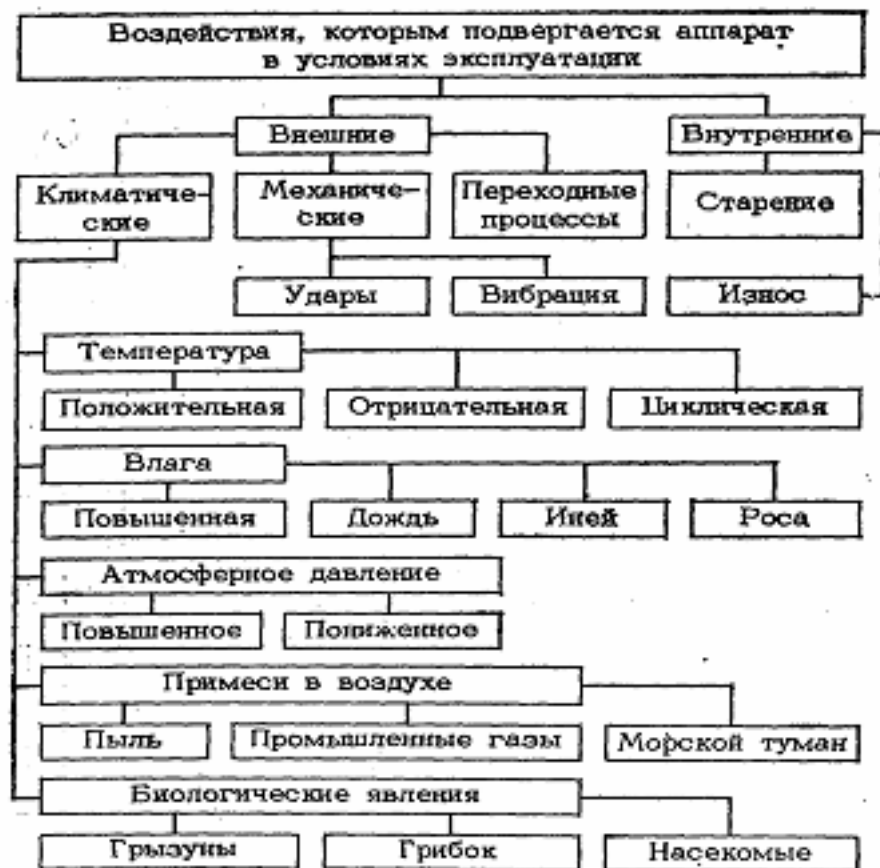 Воздействия, которым подвергается аппарат
в условиях эксплуатации
Внешние
Внутренние
Климатиче-
ские
Механиче-
ские
Переходные
процессы
Старение
Удары
Вибрация
Износ
Температура
Положительная
Отрицательная
Циклическая
Влага
Повышенная
Дождь
Иней
Роса
Атмосферное давление
Повышенное
Пониженное
Примеси в воздухе
Пыль
Промышленные газы
Морской туман
Биологические явления
Грызуны
Грибок
Насекомые